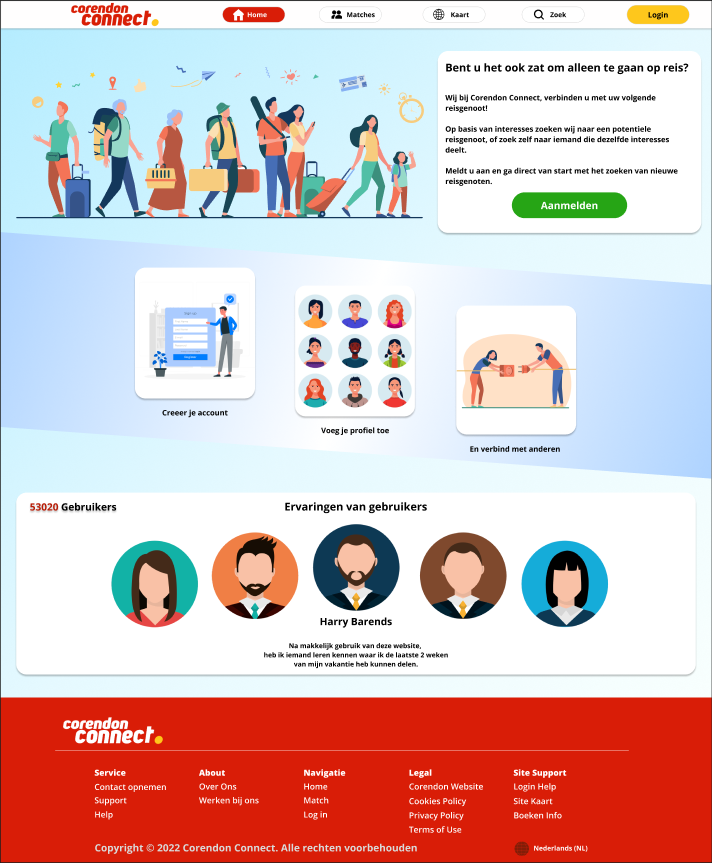 corendon
connect.
Home
Matches
Kaart
Zoek
Login
Bent u het ook zat om alleen te gaan op reis?
Wij bij Corendon Connect, verbinden u met uw volgende
reisgenoot!
Op basis van interesses zoeken wij naar een potentiele
reisgenoot, of zoek zelf naar iemand die dezelfde interesses
deelt.
Meldt u aan en ga direct van start met het zoeken van nieuwe
reisgenoten.
Aanmelden
Creeer je account
Voeg je profiel toe
En verbind met anderen
53020 Gebruikers
Ervaringen van gebruikers
Harry Barends
Na makkelijk gebruik van deze website,
heb ik iemand leren kennen waar ik de laatste 2 weken
van mijn vakantie heb kunnen delen.
corendon
connect.
Service
Contact opnemen
Support
Help
About
Over Ons
Werken bij ons
Navigatie
Home
Match
Log in
Legal
Corendon Website
Cookies Policy
Privacy Policy
Terms of Use
Site Support
Login Help
Site Kaart
Boeken Info
Copyright © 2022 Corendon Connect. Alle rechten voorbehouden
Nederlands (NL)